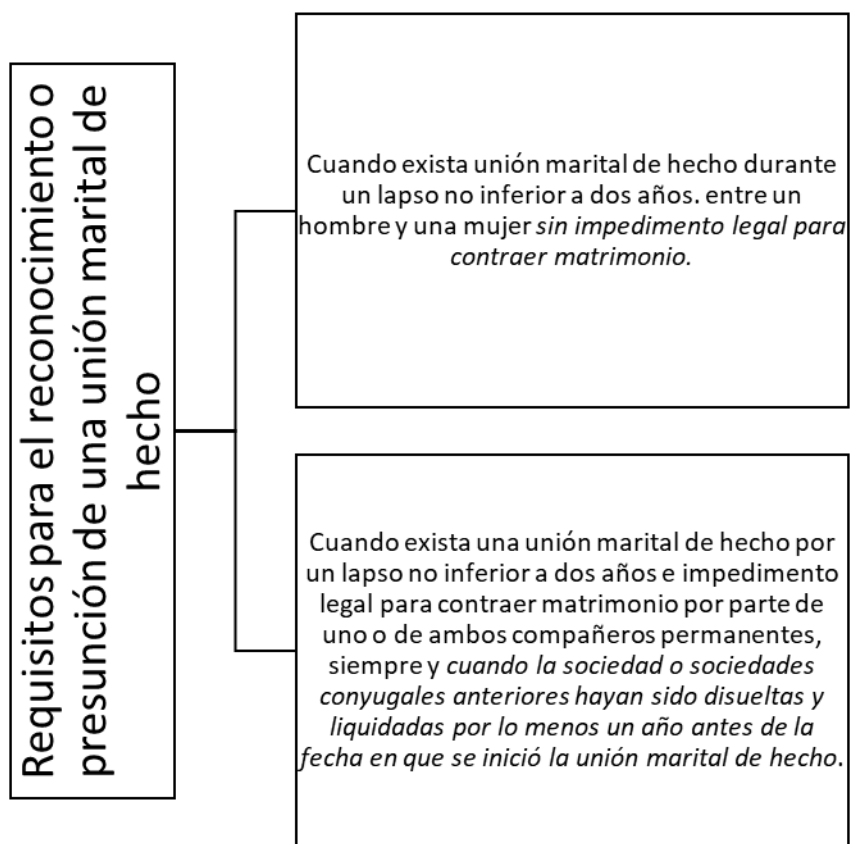 Requisitos para el reconocimiento o
presunción de una unión marital de
hecho
Cuando exista unión marital de hecho durante
un lapso no inferior a dos años. entre un
hombre y una mujer sin impedimento legal para
contraer matrimonio.
Cuando exista una unión marital de hecho por
un lapso no inferior a dos años e impedimento
legal para contraer matrimonio por parte de
uno o de ambos compañeros permanentes,
siempre y cuando la sociedad o sociedades
conyugales anteriores hayan sido disueltas y
liquidadas por lo menos un año antes de la
fecha en que se inició la unión marital de hecho.